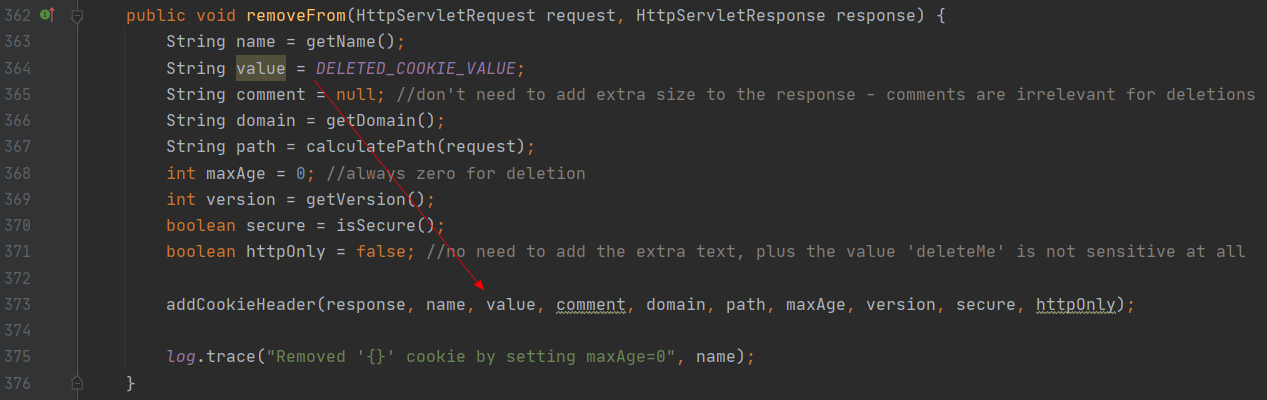 362 public void removeFrom(HttpServletRequest request, HttpServletResponse response) {
363 String name = getName();
364 String value = DELETED_COOKIE_VALUE;
365 String comment = null; //don't need to add extra size to the response - comments are irrelevant for deletions
366 String domain = getDomain();
367 String path = calculatePath(request);
368 int maxAge = 0; //always zero for deletion
369 int version = getVersion();
370 boolean secure = isSecure();
371 boolean httpOnly = false; //no need to add the extra text, plus the value 'deleteMe' is not sensitive at all
372
373 addCookieHeader(response, name, value, comment, domain, path, maxAge, version, secure, httpOnly);
374
375 log.trace("Removed '{}' cookie by setting maxAge=0", name);
376 }